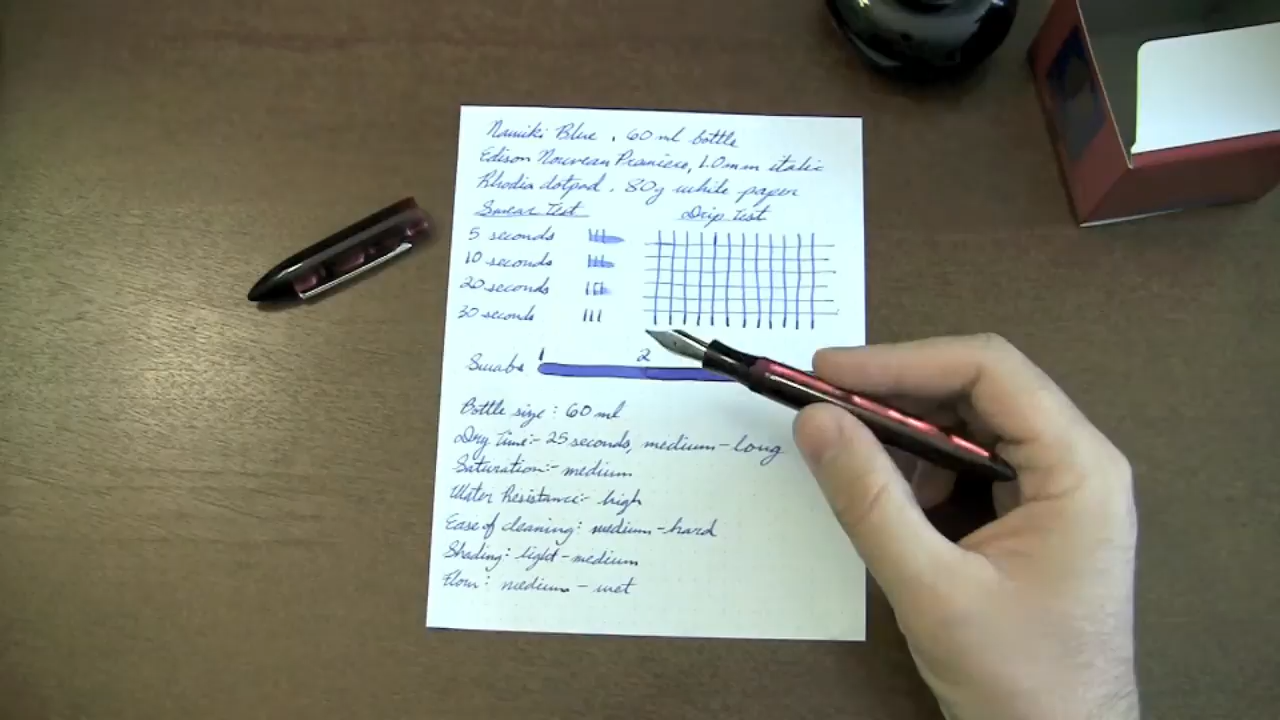 Namiki Blue, 60 ml bottle
Edison Nouveau Premiere, 1.0mm italic
Rhodia dotpad, 80g white paper
Smear Test
Drip Test
5 seconds
10 seconds
20 seconds
30 seconds
Swabs
1
2
Bottle size: 60 ml
Dry Time:- 25 seconds, medium-long
Saturation:- medium
Water Resistance:- high
Ease of cleaning: medium-hard
Shading: light-medium
Flow: medium-wet